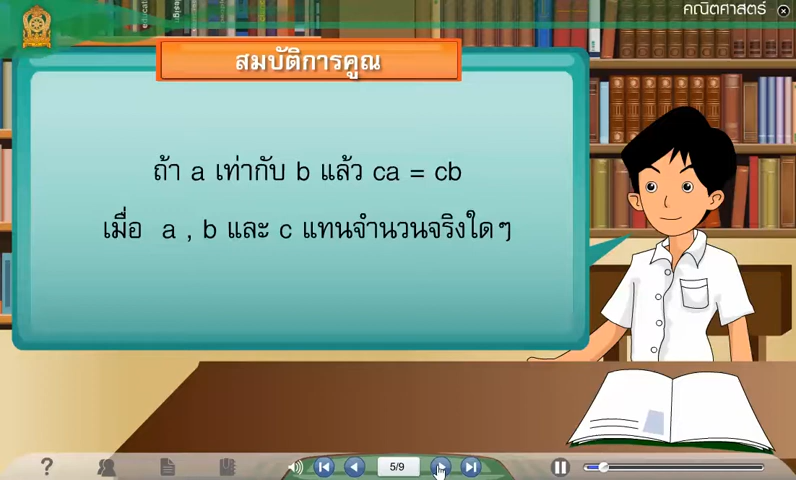 คณิตศาสตร์
สมบัติการคูณ
ถ้า a เท่ากับ b แล้ว ca = cb
เมื่อ a , b และ c แทนจำนวนจริงใดๆ
? 5/9